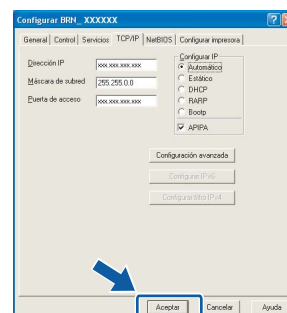 Configurar BRN_ XXXXXX
General Control Servicios TCP/IP NetBIOS Configurar impresora
Dirección IP xxx.xxx.xxx.xxx
Máscara de subred 255.255.0.0
Puerta de acceso xxx.xxx.xxx.xxx
Configurar IP
Automático
Estático
DHCP
RARP
Bootp
APIPA
Configuración avanzada
Configurar IPv6
Configurar filtro IPv4
Aceptar Cancelar Ayuda